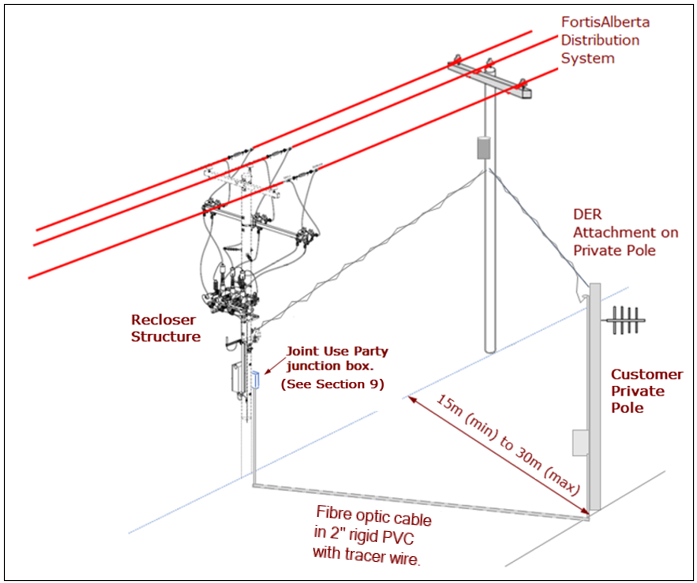 FortisAlberta
Distribution
System
DER
Attachment on
Private Pole
Recloser
Structure
Joint Use Party
junction box.
(See Section 9)
Customer
Private
Pole
15m (min) to 30m (max)
Fibre optic cable
in 2" rigid PVC
with tracer wire.